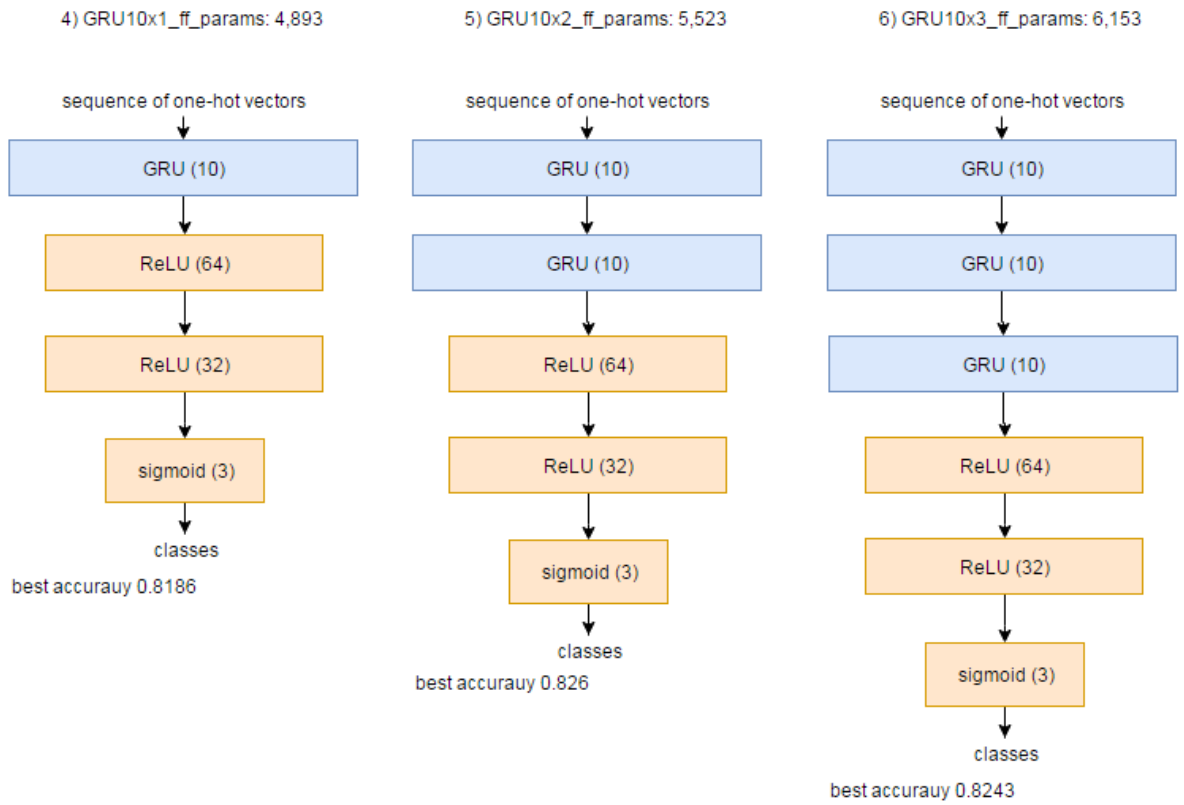 4) GRU10x1_ff_params: 4,893
sequence of one-hot vectors
GRU (10)
ReLU (64)
ReLU (32)
sigmoid (3)
classes
best accurauy 0.8186
5) GRU10x2_ff_params: 5,523
sequence of one-hot vectors
GRU (10)
GRU (10)
ReLU (64)
ReLU (32)
sigmoid (3)
classes
best accurauy 0.826
6) GRU10x3_ff_params: 6,153
sequence of one-hot vectors
GRU (10)
GRU (10)
GRU (10)
ReLU (64)
ReLU (32)
sigmoid (3)
classes
best accurauy 0.8243